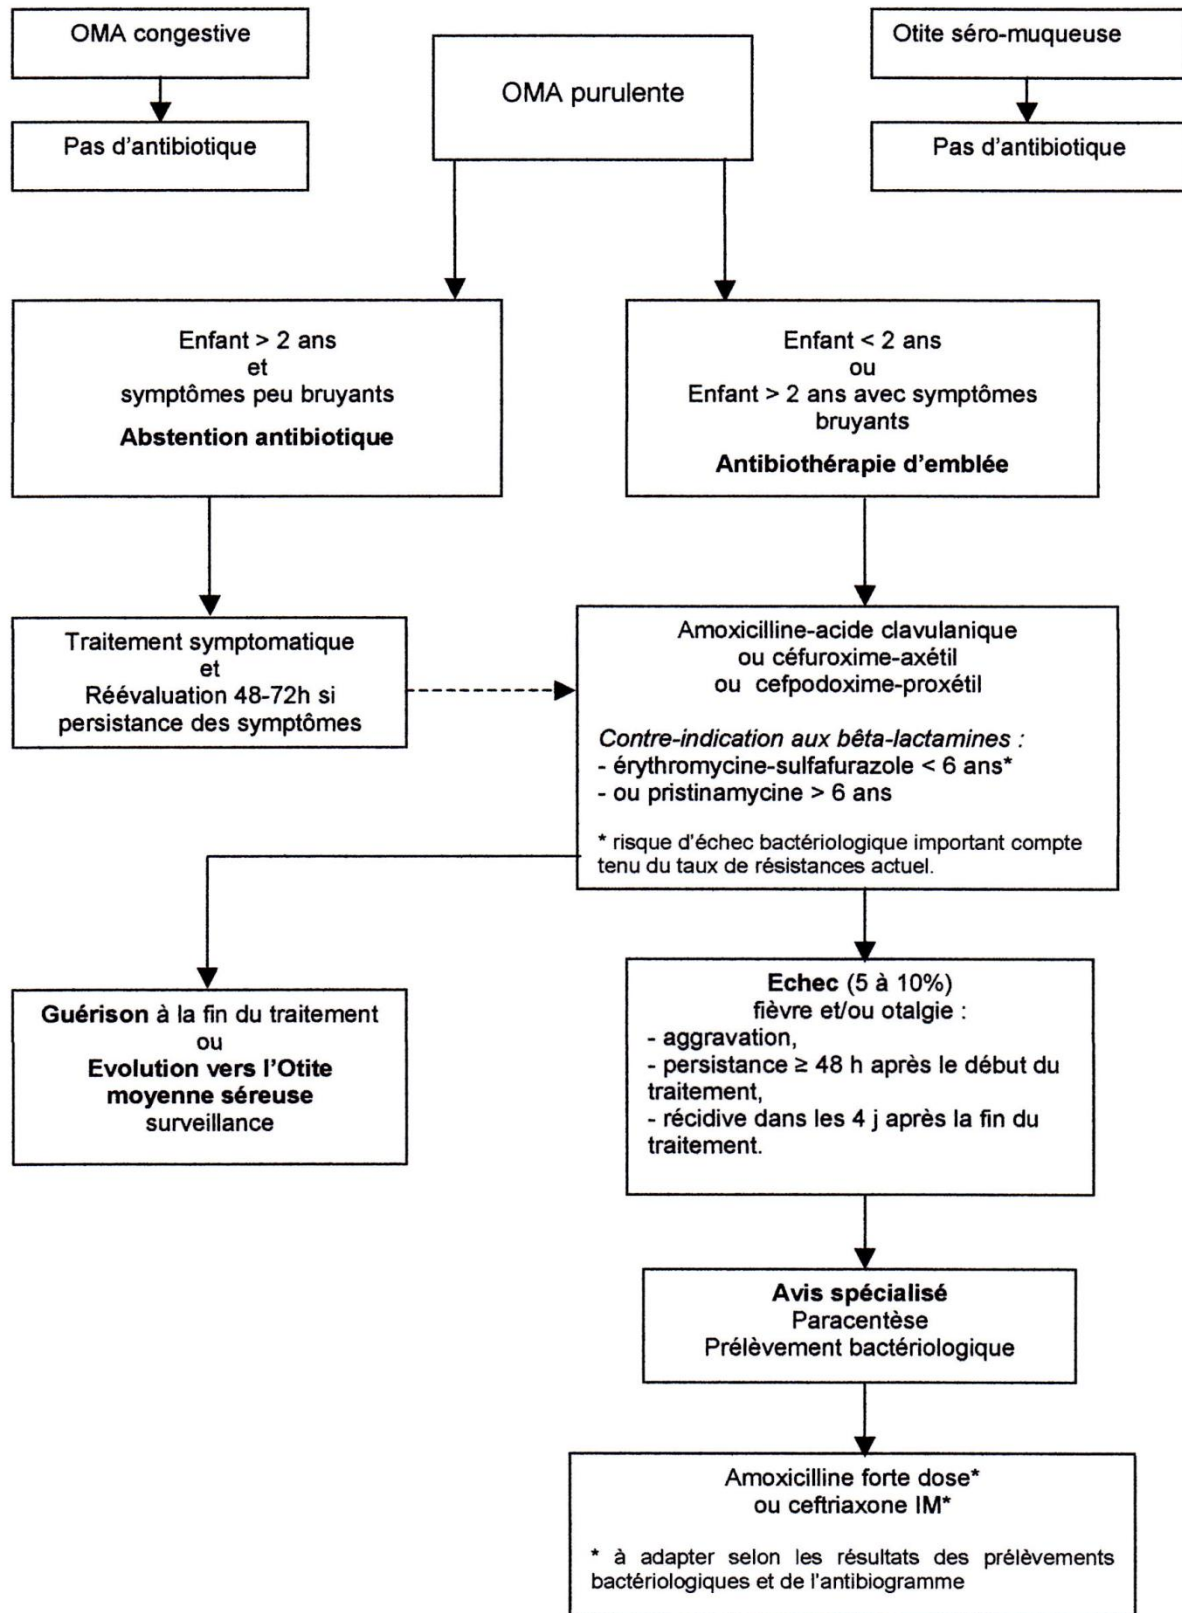 OMA congestive
Pas d'antibiotique
OMA purulente
Otite séro-muqueuse
Pas d'antibiotique
Enfant > 2 ans
et
symptômes peu bruyants
Abstention antibiotique
Enfant < 2 ans
ou
Enfant > 2 ans avec symptômes
bruyants
Antibiothérapie d'emblée
Traitement symptomatique
et
Réévaluation 48-72h si
persistance des symptômes
Amoxicilline-acide clavulanique
ou céfuroxime-axétil
ou cefpodoxime-proxétil
Contre-indication aux bêta-lactamines :
- érythromycine-sulfafurazole < 6 ans*
- ou pristinamycine > 6 ans
* risque d'échec bactériologique important compte
tenu du taux de résistances actuel.
Guérison à la fin du traitement
ou
Evolution vers l'Otite
moyenne séreuse
surveillance
Echec (5 à 10%)
fièvre et/ou otalgie :
- aggravation,
- persistance ≥ 48 h après le début du
traitement,
- récidive dans les 4 j après la fin du
traitement.
Avis spécialisé
Paracentèse
Prélèvement bactériologique
Amoxicilline forte dose*
ou ceftriaxone IM*
* à adapter selon les résultats des prélèvements
bactériologiques et de l'antibiogramme